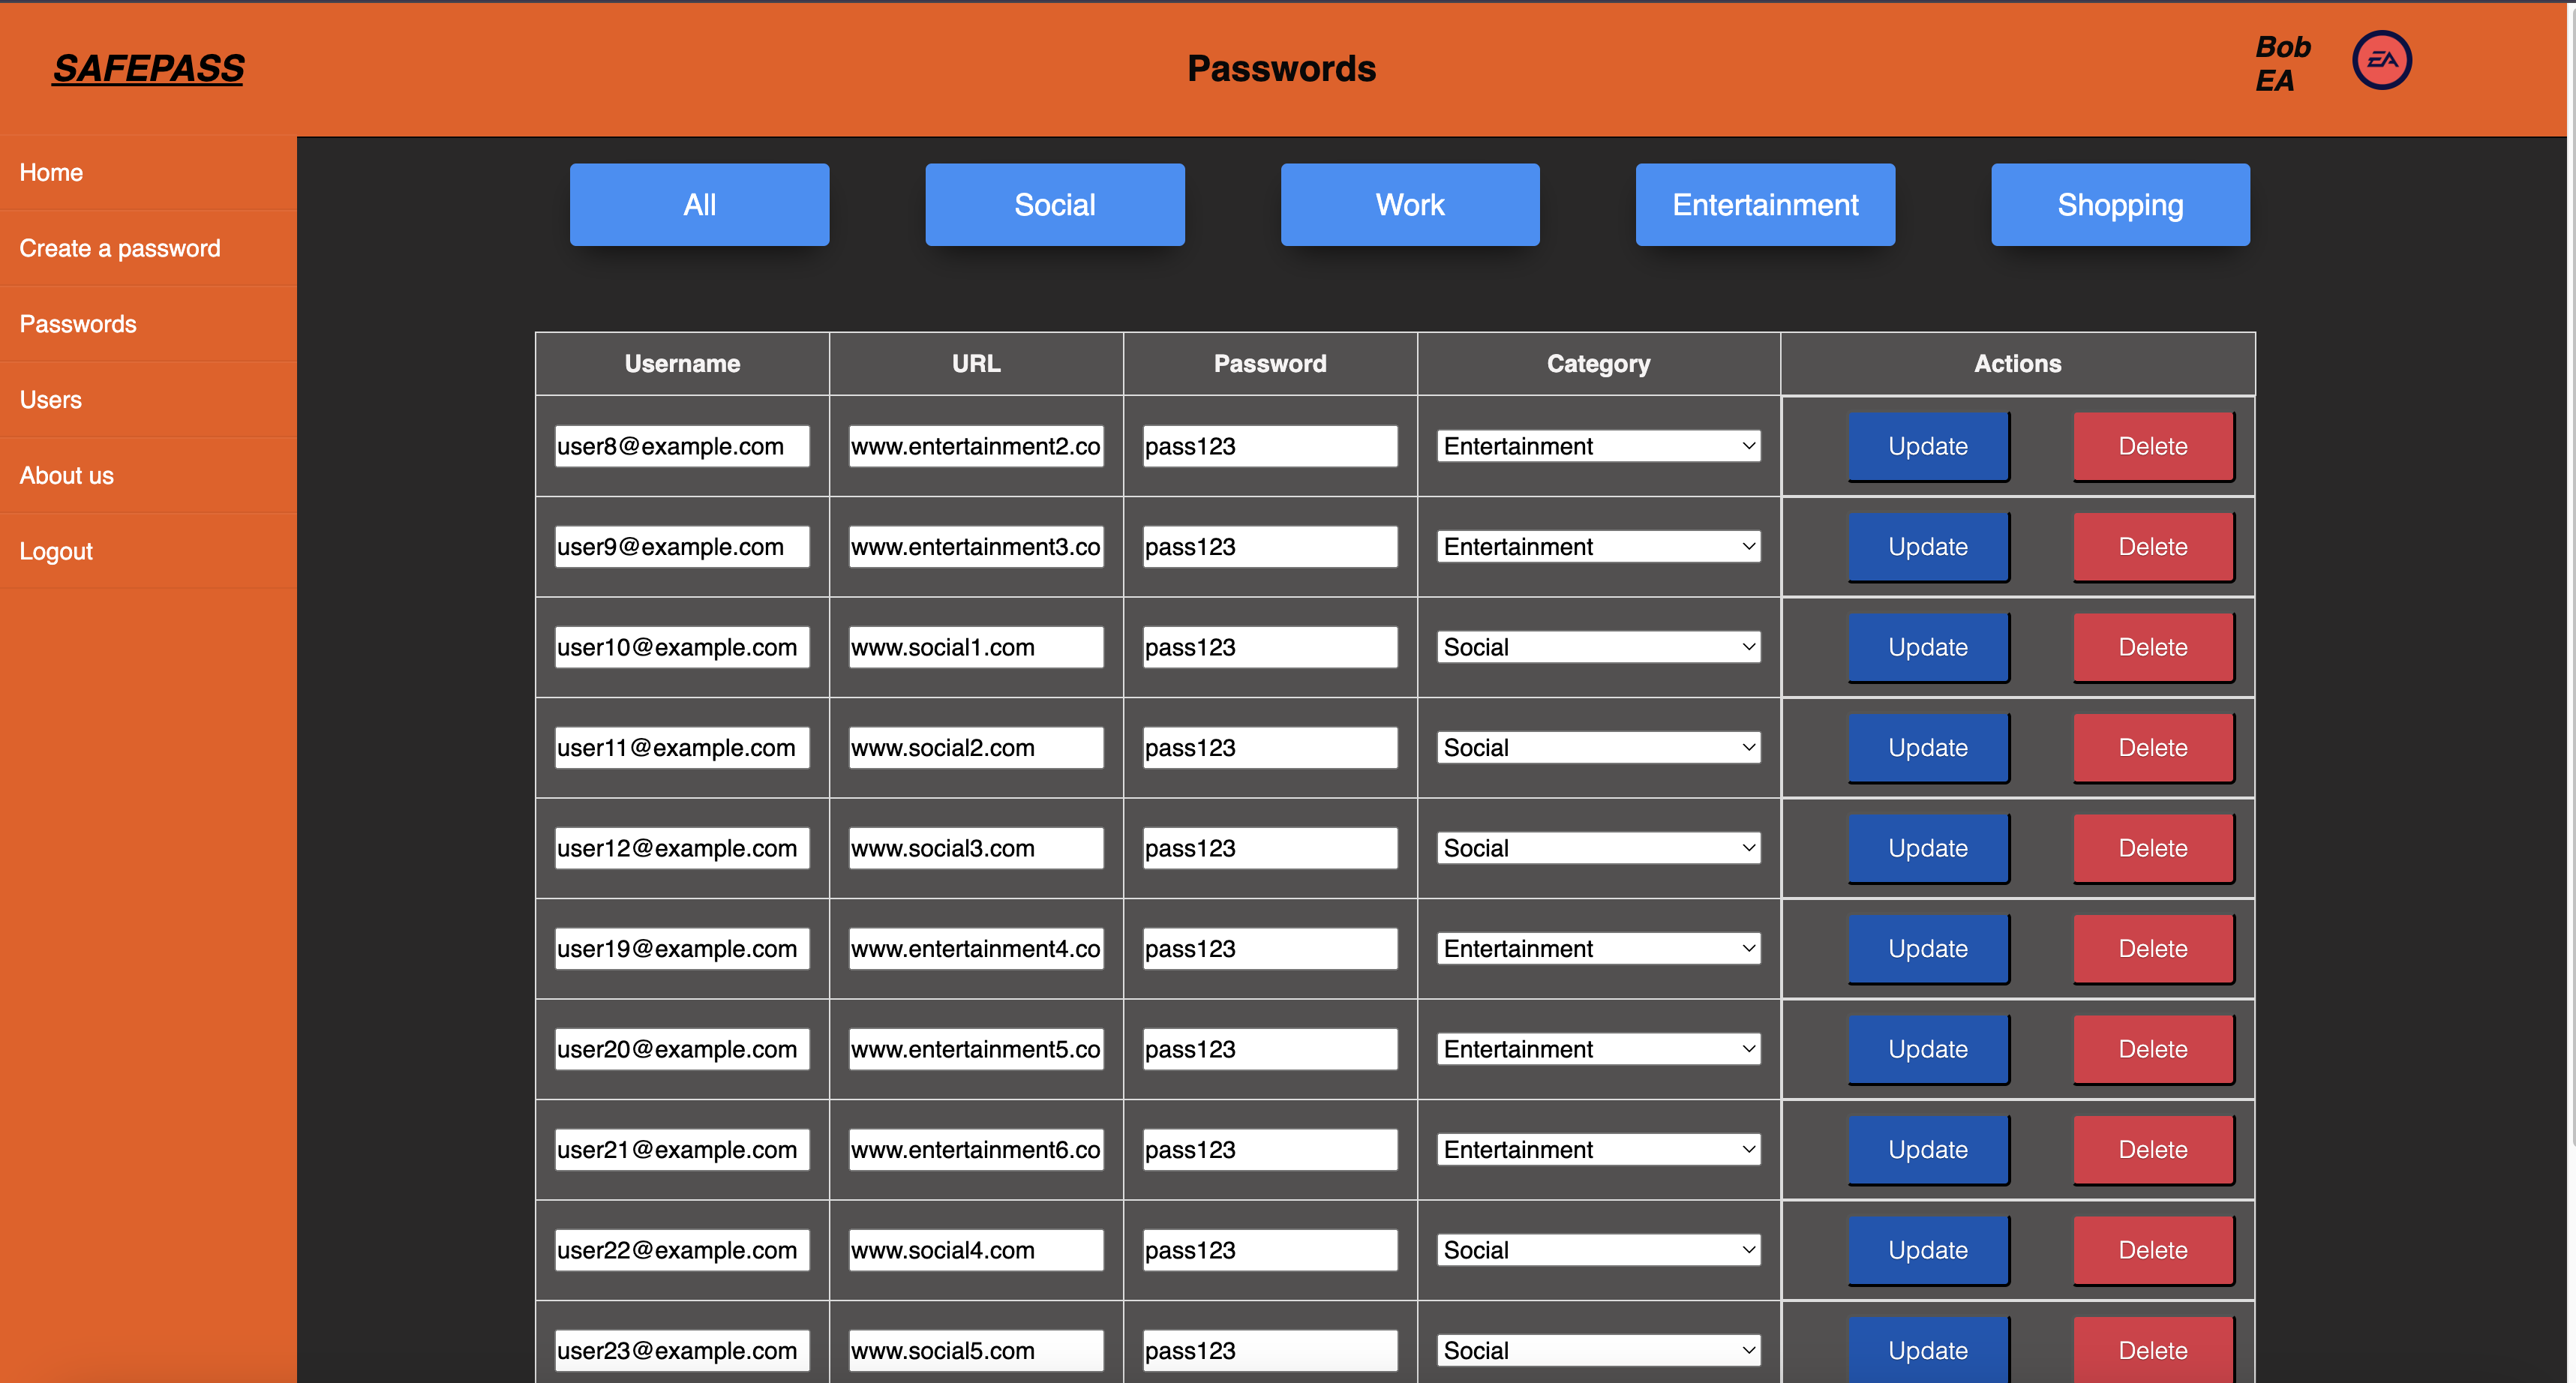 SAFEPASS
Passwords
Bob
EA
EA
Home
Create a password
Passwords
Users
About us
Logout
All Social Work Entertainment Shopping
Username URL Password Category Actions
user8@example.com www.entertainment2.co pass123 Entertainment Update Delete
user9@example.com www.entertainment3.co pass123 Entertainment Update Delete
user10@example.com www.social1.com pass123 Social Update Delete
user11@example.com www.social2.com pass123 Social Update Delete
user12@example.com www.social3.com pass123 Social Update Delete
user19@example.com www.entertainment4.co pass123 Entertainment Update Delete
user20@example.com www.entertainment5.co pass123 Entertainment Update Delete
user21@example.com www.entertainment6.co pass123 Entertainment Update Delete
user22@example.com www.social4.com pass123 Social Update Delete
user23@example.com www.social5.com pass123 Social Update Delete